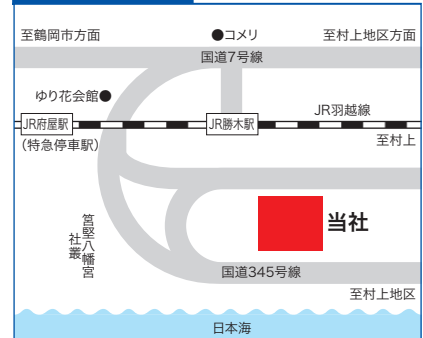 至鶴岡市方面
●コメリ
至村上地区方面
国道7号線
ゆり花会館●
JR羽越線
JR府屋駅
JR勝木駅
(特急停車駅)
至村上
当社
筥堅八幡宮
社叢
国道345号線
至村上地区
日本海